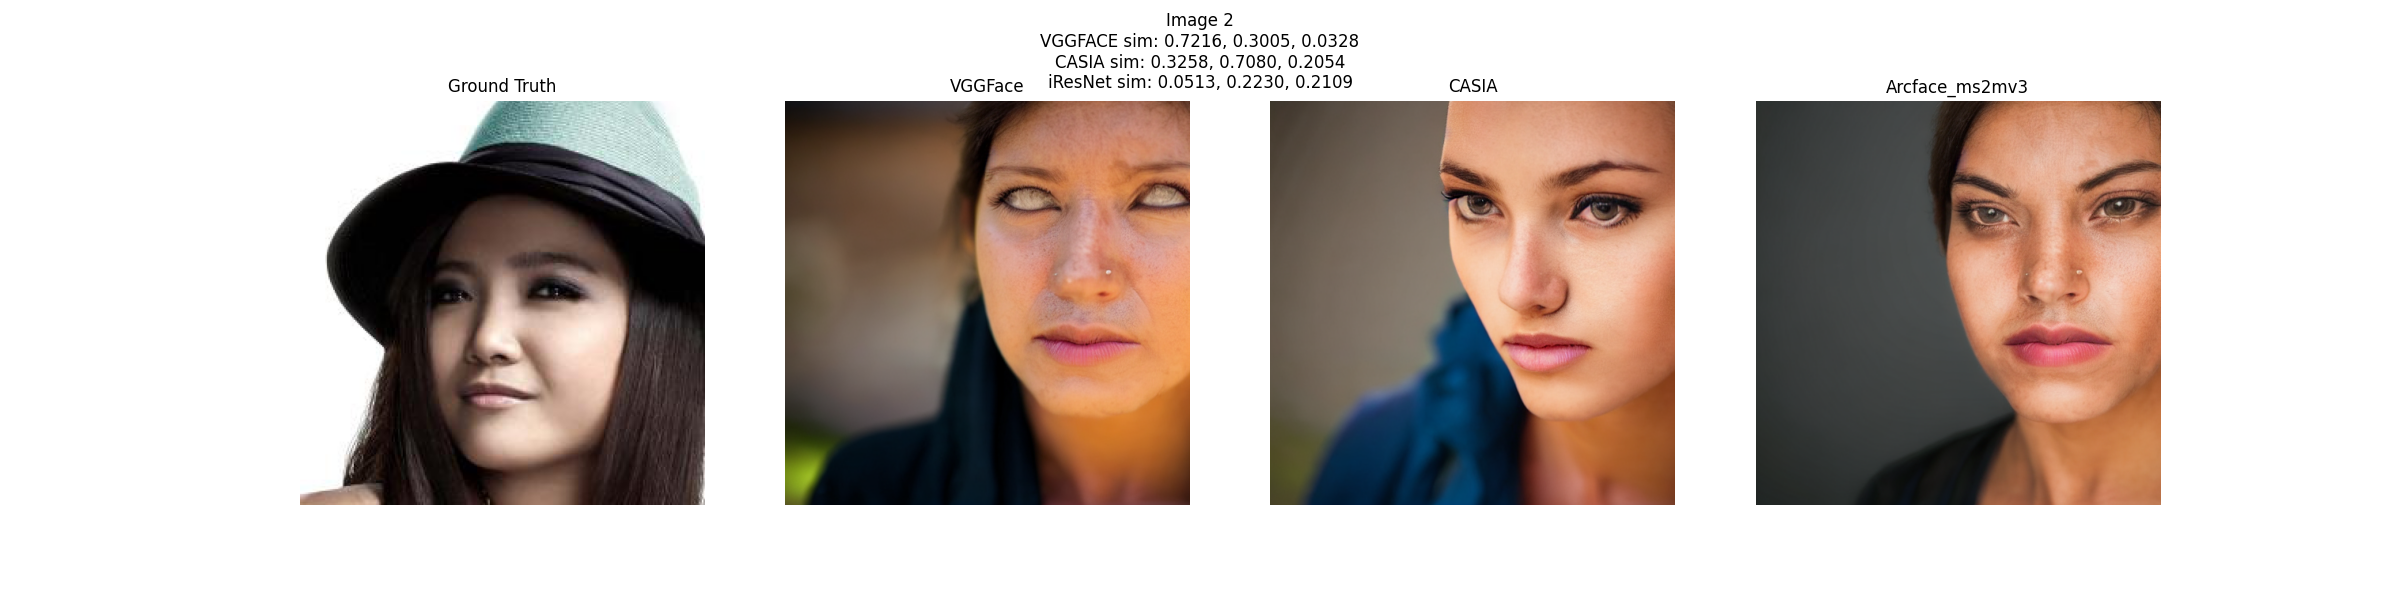 Image 2
VGGFACE sim: 0.7216, 0.3005, 0.0328
CASIA sim: 0.3258, 0.7080, 0.2054
iResNet sim: 0.0513, 0.2230, 0.2109
Ground Truth
VGGFace
CASIA
Arcface_ms2mv3